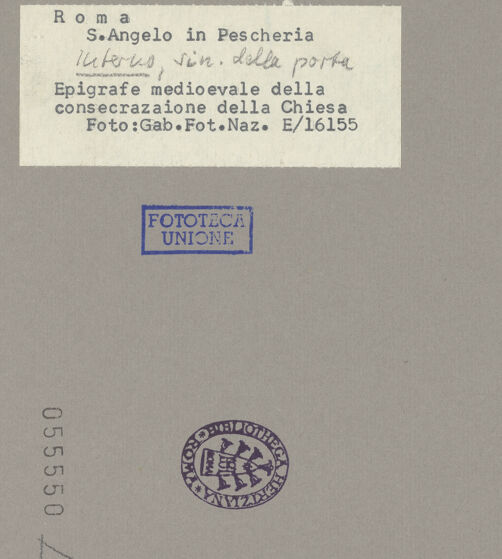 Roma
S.Angelo in Pescheria
interno, sin. della porta
Epigrafe medioevale della
consecrazaione della Chiesa
Foto:Gab.Fot.Naz. E/16155
FOTOTECA
UNIONE
055550
BIBLIOTHECA HERTZIANA ROMA